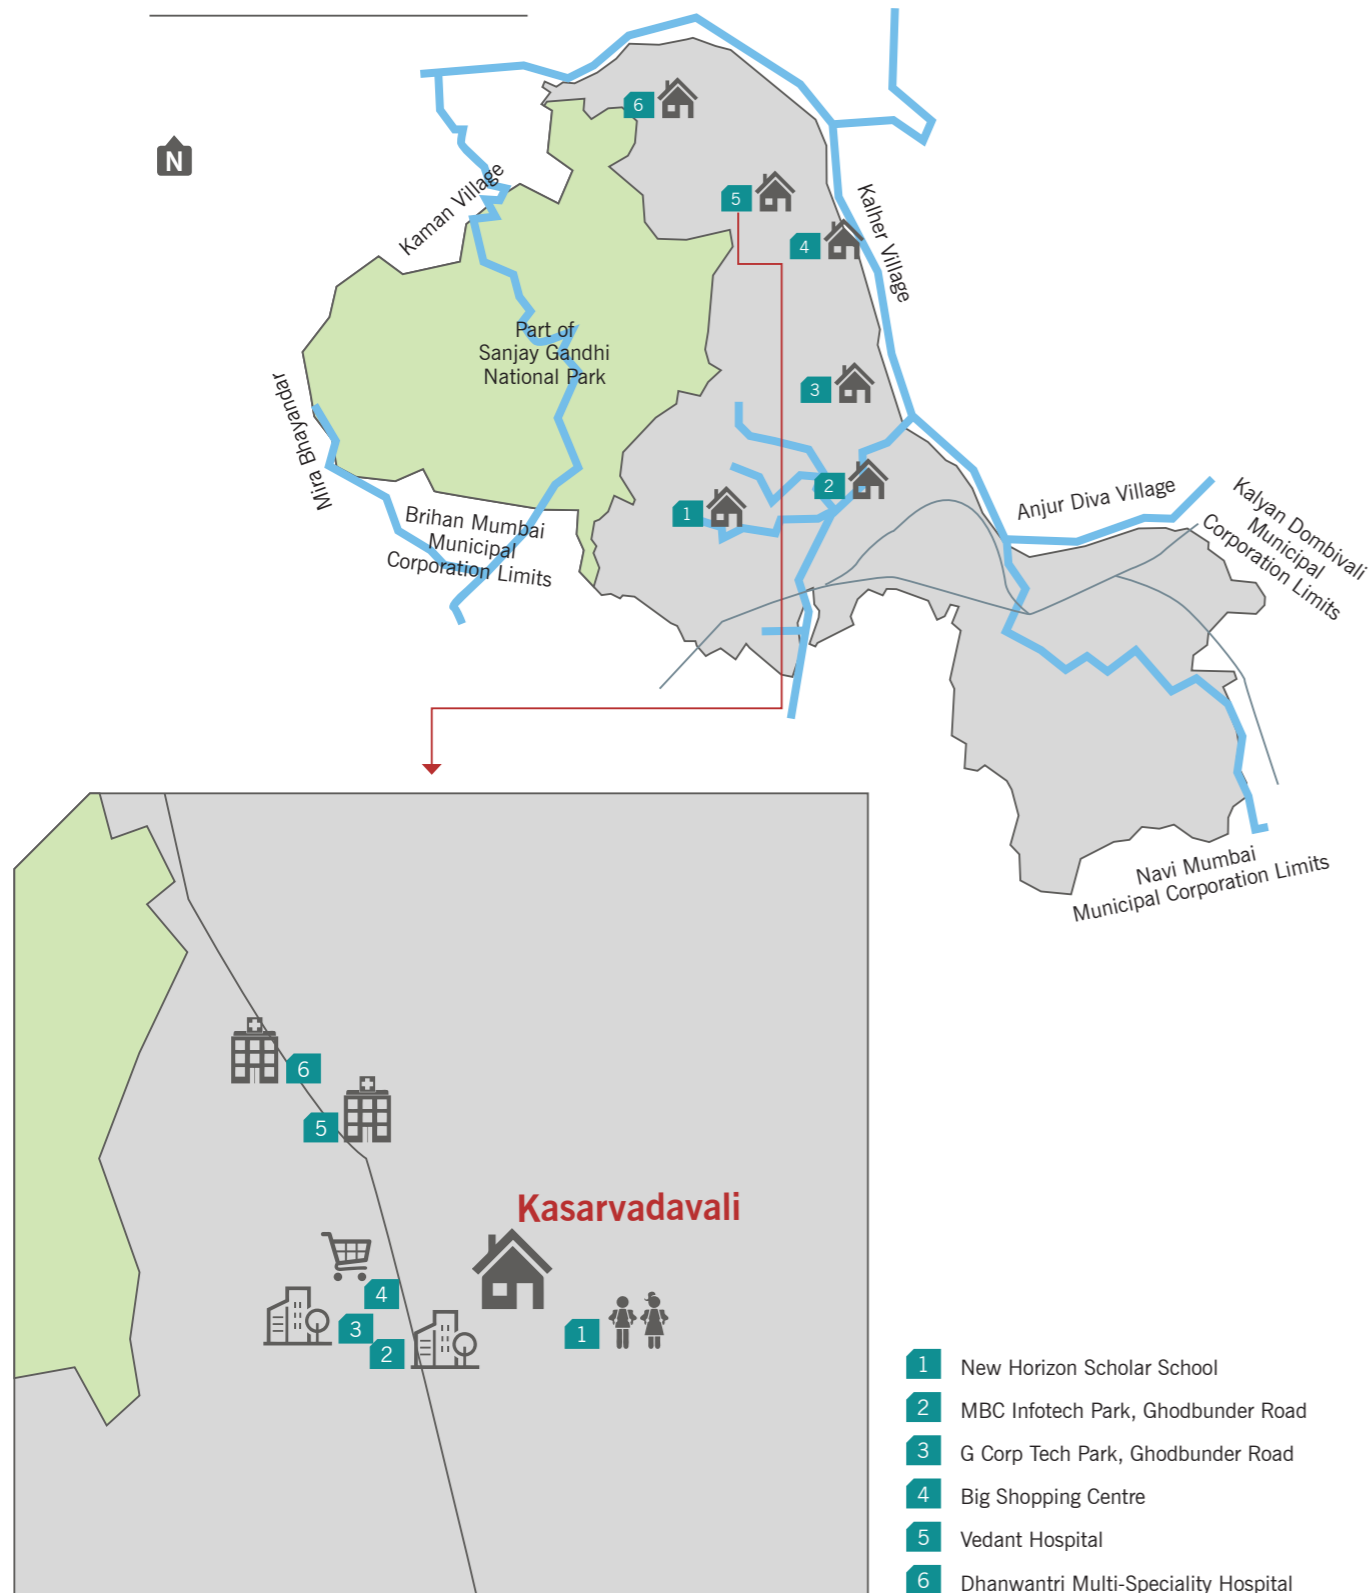 N
6
5
4
3
2
1
Kaman Village
Kalher Village
Part of
Sanjay Gandhi
National Park
Mira Bhayandar
Brihan Mumbai
Municipal
Corporation Limits
Anjur Diva Village
Kalyan Dombivali
Municipal
Corporation Limits
Navi Mumbai
Municipal Corporation Limits
6
5
Kasarvadavali
4
3
2
1
1 New Horizon Scholar School
2 MBC Infotech Park, Ghodbunder Road
3 G Corp Tech Park, Ghodbunder Road
4 Big Shopping Centre
5 Vedant Hospital
6 Dhanwantri Multi-Speciality Hospital